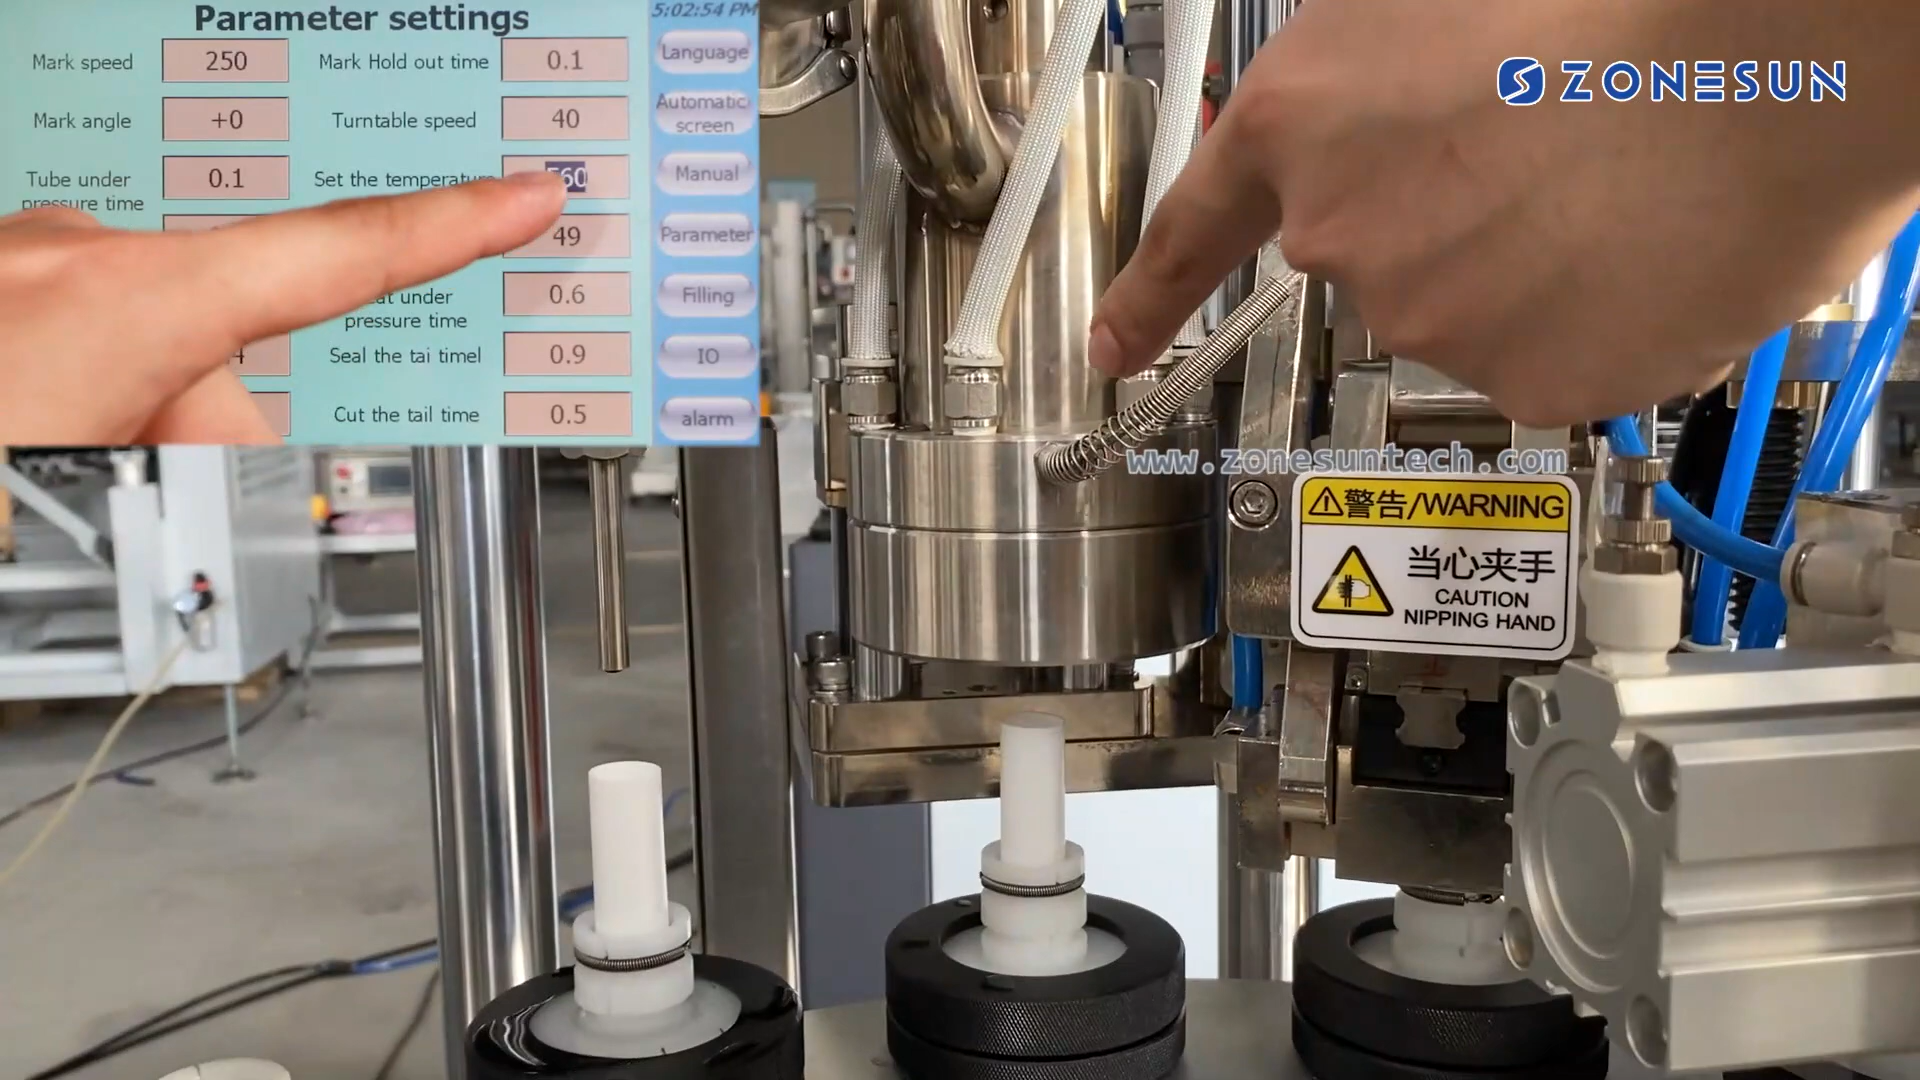 Parameter settings
5:02:54 PM
Mark speed
250
Mark Hold out time
0.1
Language
Mark angle
+0
Turntable speed
40
Automatic
screen
Tube under
pressure time
0.1
Set the temperature
560
Manual
49
Parameter
under
pressure time
0.6
Filling
Seal the tai timel
0.9
IO
Cut the tail time
0.5
alarm
ZONESUN
www.zonesuntech.com
警告/WARNING
当心夹手
CAUTION
NIPPING HAND